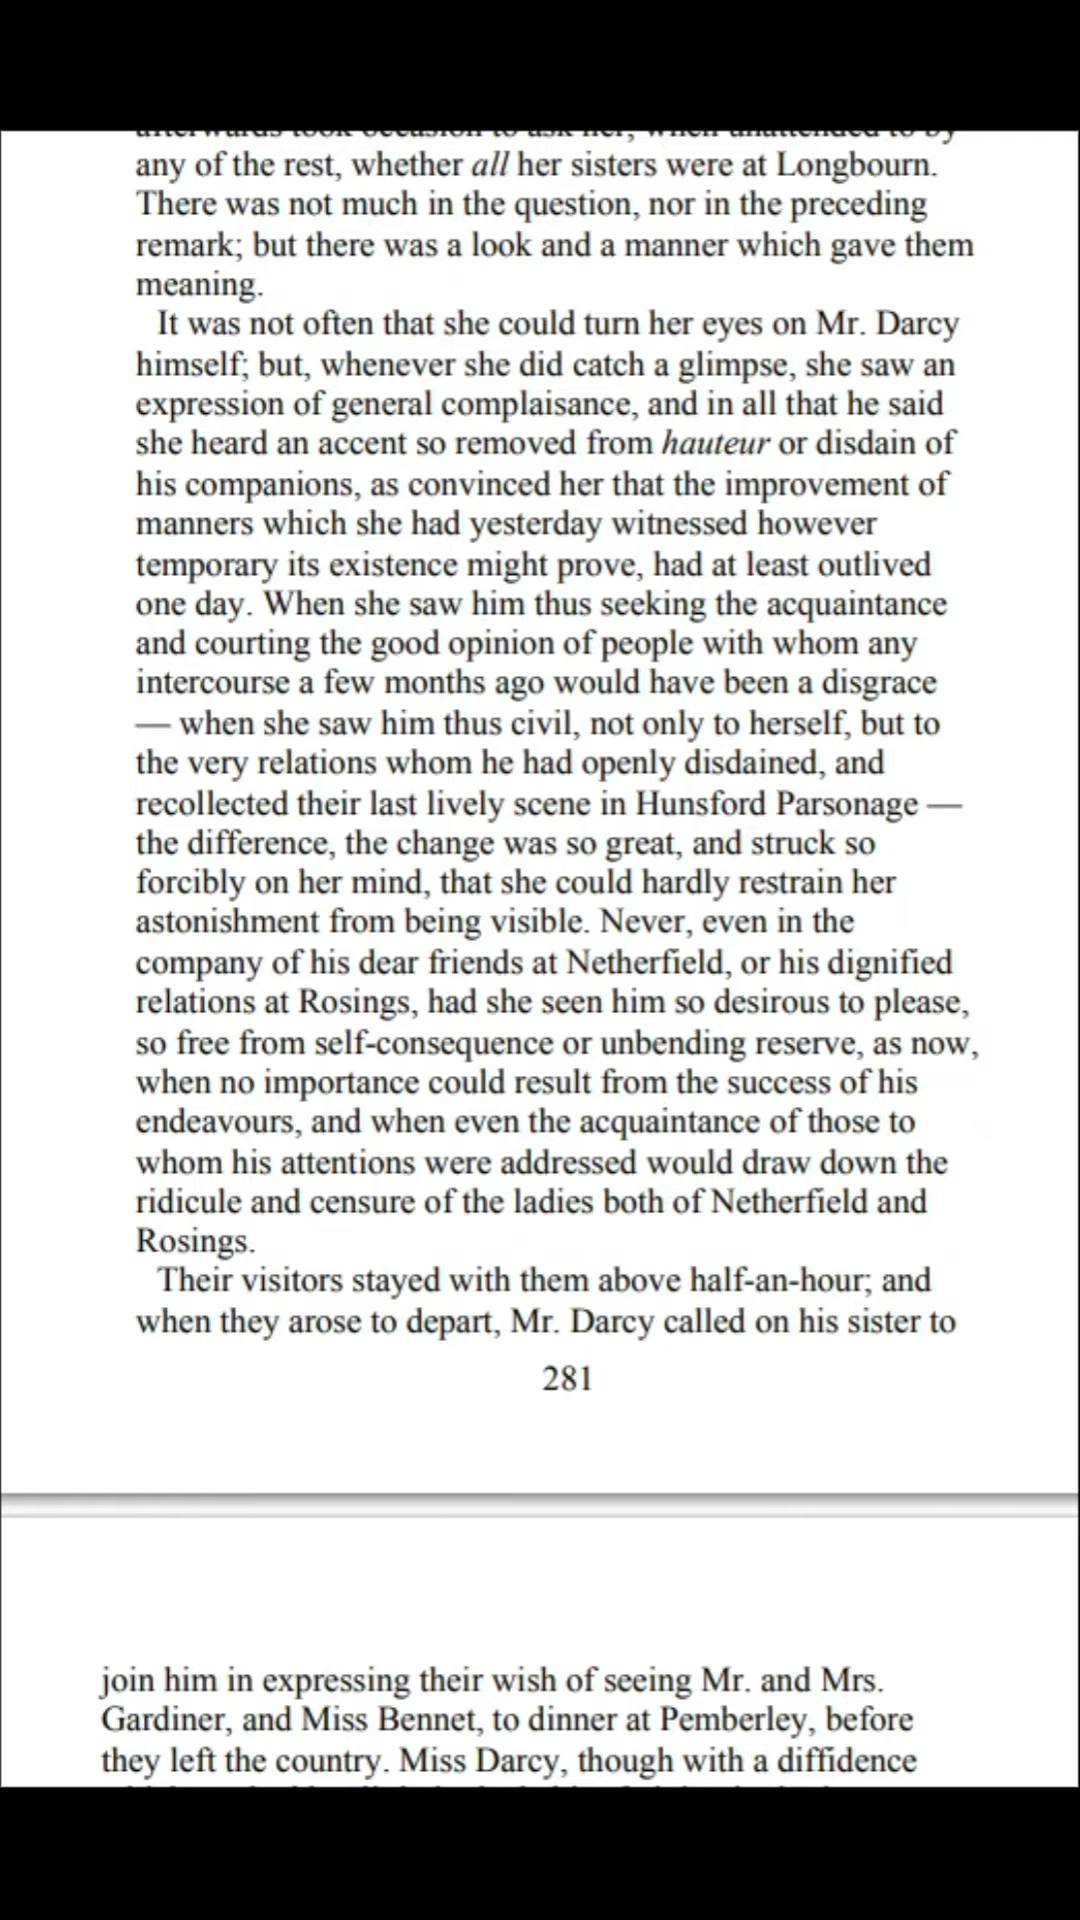 afterwards took occasion to ask her, when unattended to by
any of the rest, whether all her sisters were at Longbourn.
There was not much in the question, nor in the preceding
remark; but there was a look and a manner which gave them
meaning.
It was not often that she could turn her eyes on Mr. Darcy
himself; but, whenever she did catch a glimpse, she saw an
expression of general complaisance, and in all that he said
she heard an accent so removed from hauteur or disdain of
his companions, as convinced her that the improvement of
manners which she had yesterday witnessed however
temporary its existence might prove, had at least outlived
one day. When she saw him thus seeking the acquaintance
and courting the good opinion of people with whom any
intercourse a few months ago would have been a disgrace
— when she saw him thus civil, not only to herself, but to
the very relations whom he had openly disdained, and
recollected their last lively scene in Hunsford Parsonage —
the difference, the change was so great, and struck so
forcibly on her mind, that she could hardly restrain her
astonishment from being visible. Never, even in the
company of his dear friends at Netherfield, or his dignified
relations at Rosings, had she seen him so desirous to please,
so free from self-consequence or unbending reserve, as now,
when no importance could result from the success of his
endeavours, and when even the acquaintance of those to
whom his attentions were addressed would draw down the
ridicule and censure of the ladies both of Netherfield and
Rosings.
Their visitors stayed with them above half-an-hour; and
when they arose to depart, Mr. Darcy called on his sister to
281
join him in expressing their wish of seeing Mr. and Mrs.
Gardiner, and Miss Bennet, to dinner at Pemberley, before
they left the country. Miss Darcy, though with a diffidence